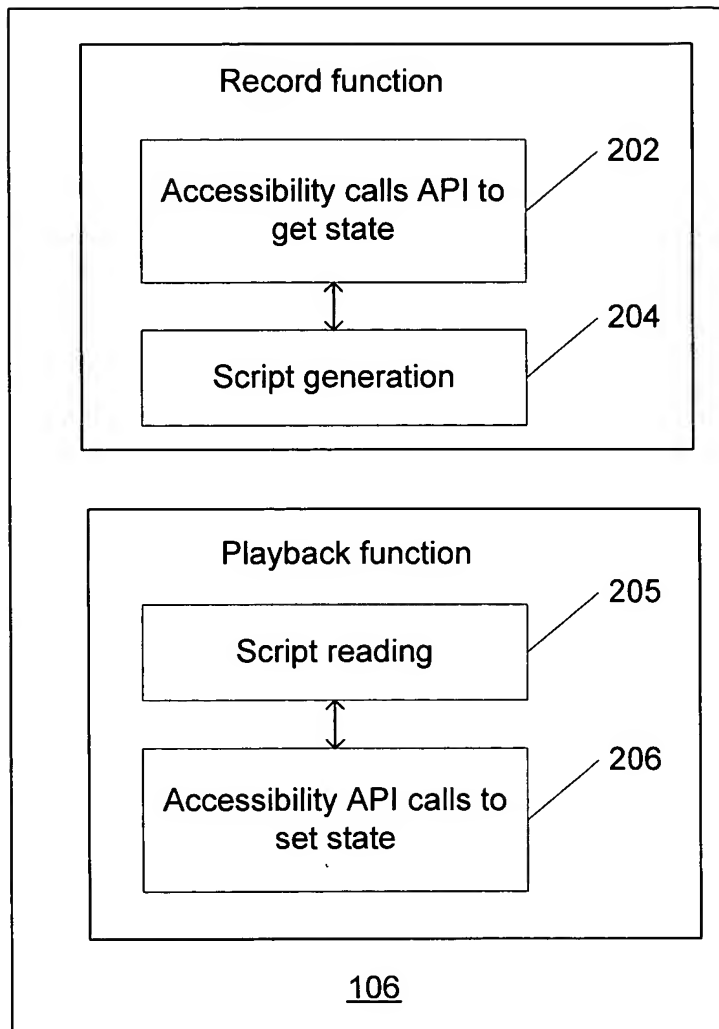 Record function
Accessibility calls API to
get state
202
Script generation
204
Playback function
Script reading
205
Accessibility API calls to
set state
206
106